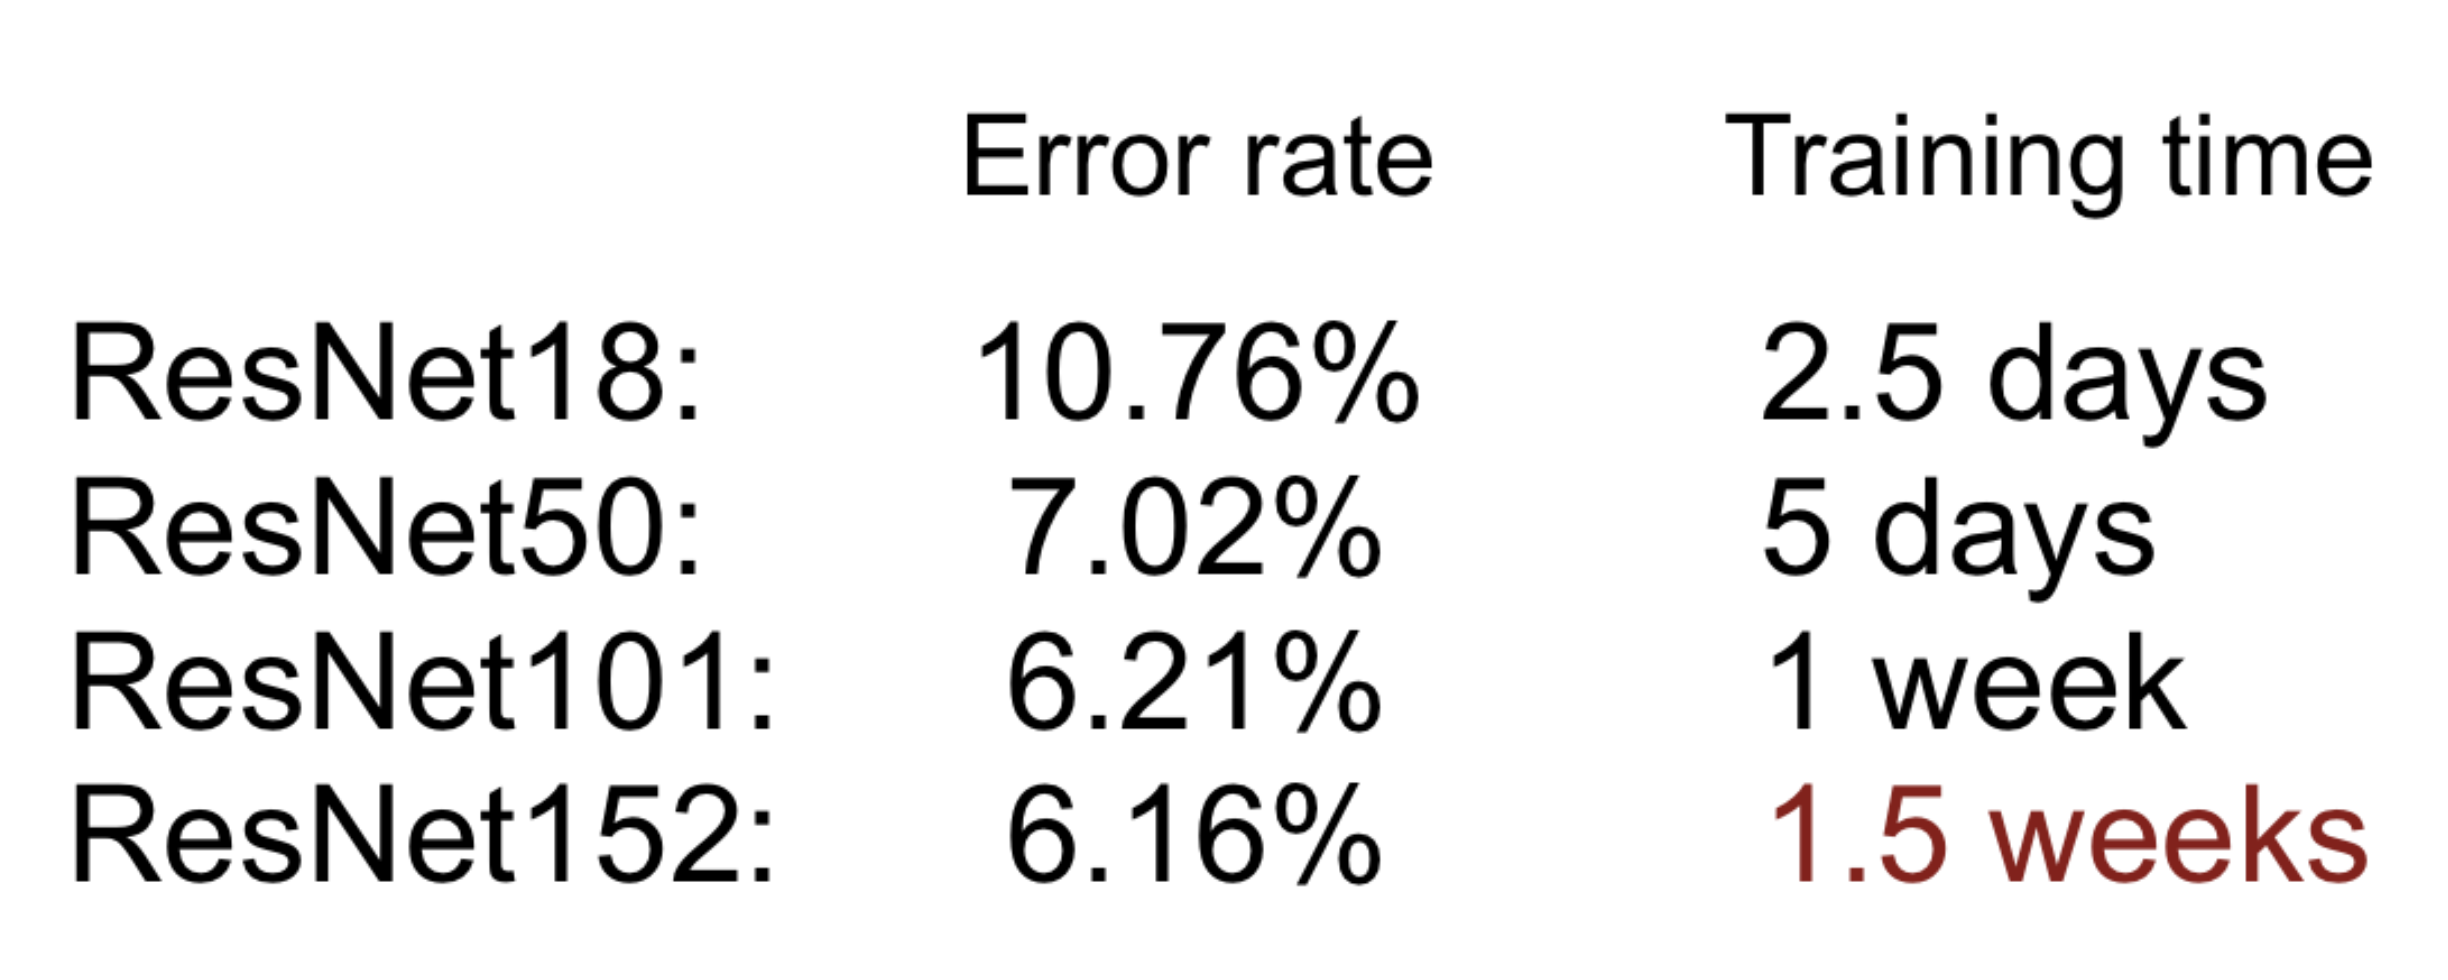 Error rate Training time
ResNet18: 10.76% 2.5 days
ResNet50: 7.02% 5 days
ResNet101: 6.21% 1 week
ResNet152: 6.16% 1.5 weeks